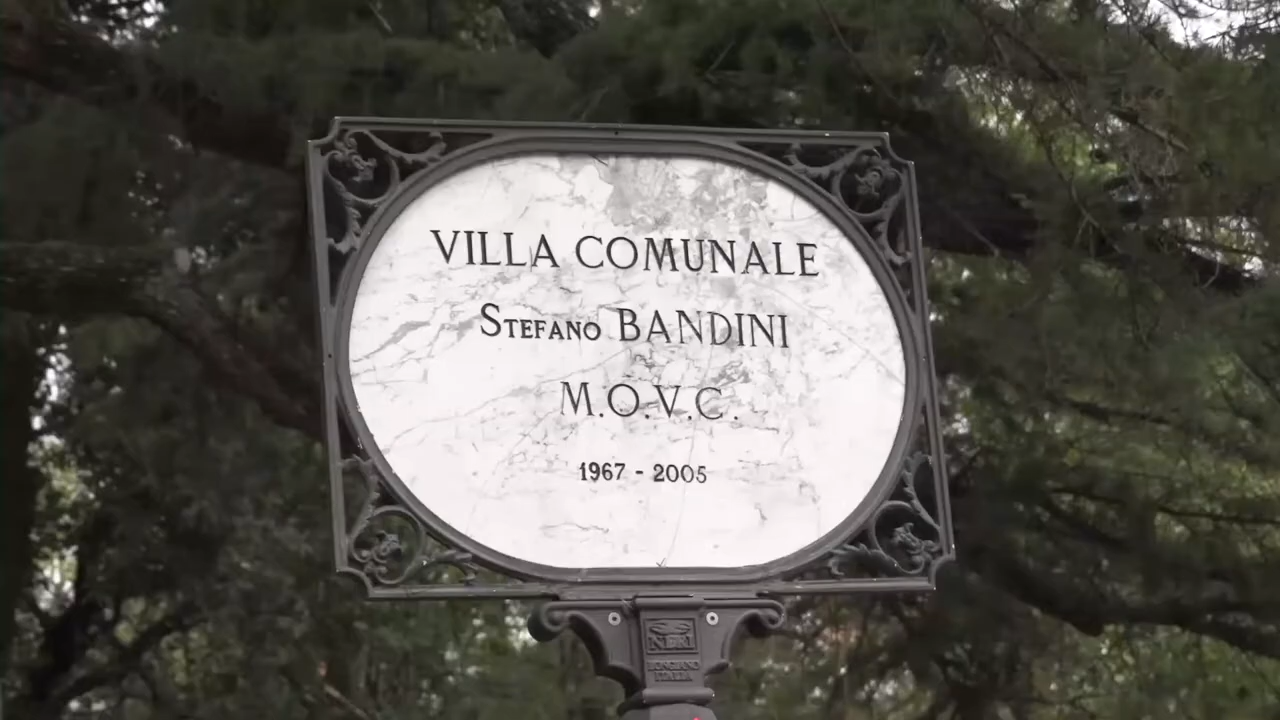 VILLA COMUNALE
STEFANO BANDINI
M.O.V.C.
1967 - 2005
NERI
LONGIANO
ITALIA